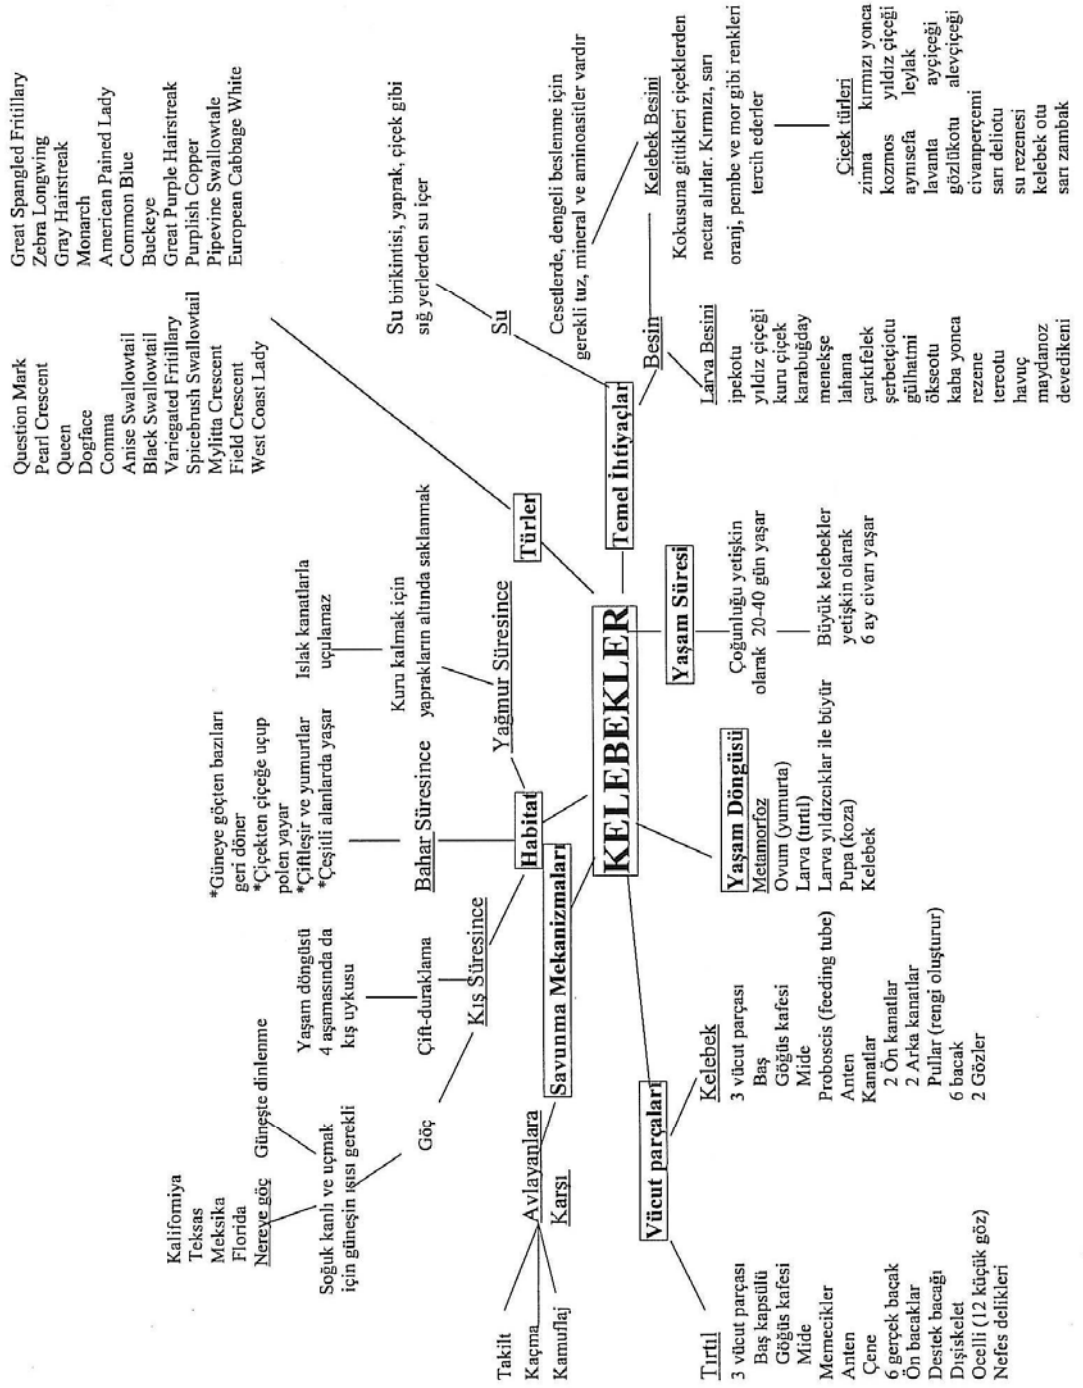 Question Mark
Pearl Crescent
Queen
Dogface
Comma
Anise Swallowtail
Black Swallowtail
Variegated Fritillary
Spicebrush Swallowtail
Mylitta Crescent
Field Crescent
West Coast Lady
Great Spangled Fritillary
Zebra Longwing
Gray Hairstreak
Monarch
American Pained Lady
Common Blue
Buckeye
Great Purple Hairstreak
Purplish Copper
Pipevine Swallowtale
European Cabbage White
Türler
Kaliforniya
Teksas
Meksika
Florida
Nereye göç
Güneşte dinlenme
Soğuk kanlı ve uçmak
için güneşin ısısı gerekli
Göç
Yaşam döngüsü
4 aşamasında da
kış uykusu
Çift-duraklama
Kış Süresince
*Güneye göçten bazıları
geri döner
*Çiçekten çiçeğe uçup
polen yayar
*Çiftleşir ve yumurtlar
*Çeşitli alanlarda yaşar
Bahar Süresince
Islak kanatlarla
uçulamaz
Kuru kalmak için
yaprakların altında saklanmak
Yağmur Süresince
Habitat
Su birikintisi, yaprak, çiçek gibi
sığ yerlerden su içer
Su
Takilt
Kaçma
Kamuflaj
Avlayanlara
Karşı
Savunma Mekanizmaları
KELEBEKLER
Temel İhtiyaçlar
Besin
Cesetlerde, dengeli beslenme için
gerekli tuz, mineral ve aminoasitler vardır
Kelebek Besini
Kokusuna gittikleri çiçeklerden
nectar alırlar. Kırmızı, sarı
oranj, pembe ve mor gibi renkleri
tercih ederler
Çiçek türleri
zinna kırmızı yonca
kozmos yıldız çiçeği
aynısefa leylak
lavanta ayçiçeği
gözlükotu alevçiçeği
civanperçemi
sarı deliotu
su rezenesi
kelebek otu
sarı zambak
Larva Besini
ipekotu
yıldız çiçeği
kuru çiçek
karabuğday
menekşe
lahana
çarkıfelek
şerbetçiotu
gülhatmi
ökseotu
kaba yonca
rezene
tereotu
havuç
maydanoz
devedikeni
Yaşam Süresi
Çoğunluğu yetişkin
olarak 20-40 gün yaşar
Büyük kelebekler
yetişkin olarak
6 ay civarı yaşar
Yaşam Döngüsü
Metamorfoz
Ovum (yumurta)
Larva (tırtıl)
Larva yıldızcıklar ile büyür
Pupa (koza)
Kelebek
Vücut parçaları
Tırtıl
3 vücut parçası
Baş kapsülü
Göğüs kafesi
Mide
Memecikler
Anten
Çene
6 gerçek baçak
Ön bacaklar
Destek bacağı
Dışiskelet
Ocelli (12 küçük göz)
Nefes delikleri
Kelebek
3 vücut parçası
Baş
Göğüs kafesi
Mide
Proboscis (feeding tube)
Anten
Kanatlar
2 Ön kanatlar
2 Arka kanatlar
Pullar (rengi oluşturur)
6 bacak
2 Gözler